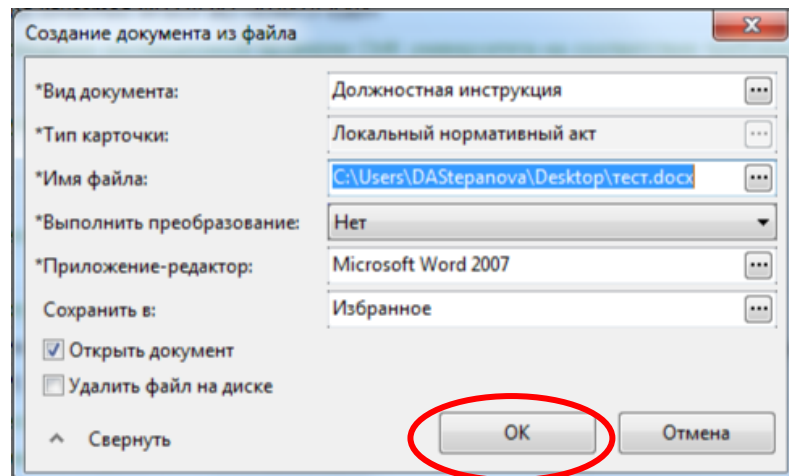 Создание документа из файла
*Вид документа: Должностная инструкция
*Тип карточки: Локальный нормативный акт
*Имя файла: C:\Users\DAStepanova\Desktop\тест.docx
*Выполнить преобразование: Нет
*Приложение-редактор: Microsoft Word 2007
Сохранить в: Избранное
Открыть документ
Удалить файл на диске
Свернуть OK Отмена